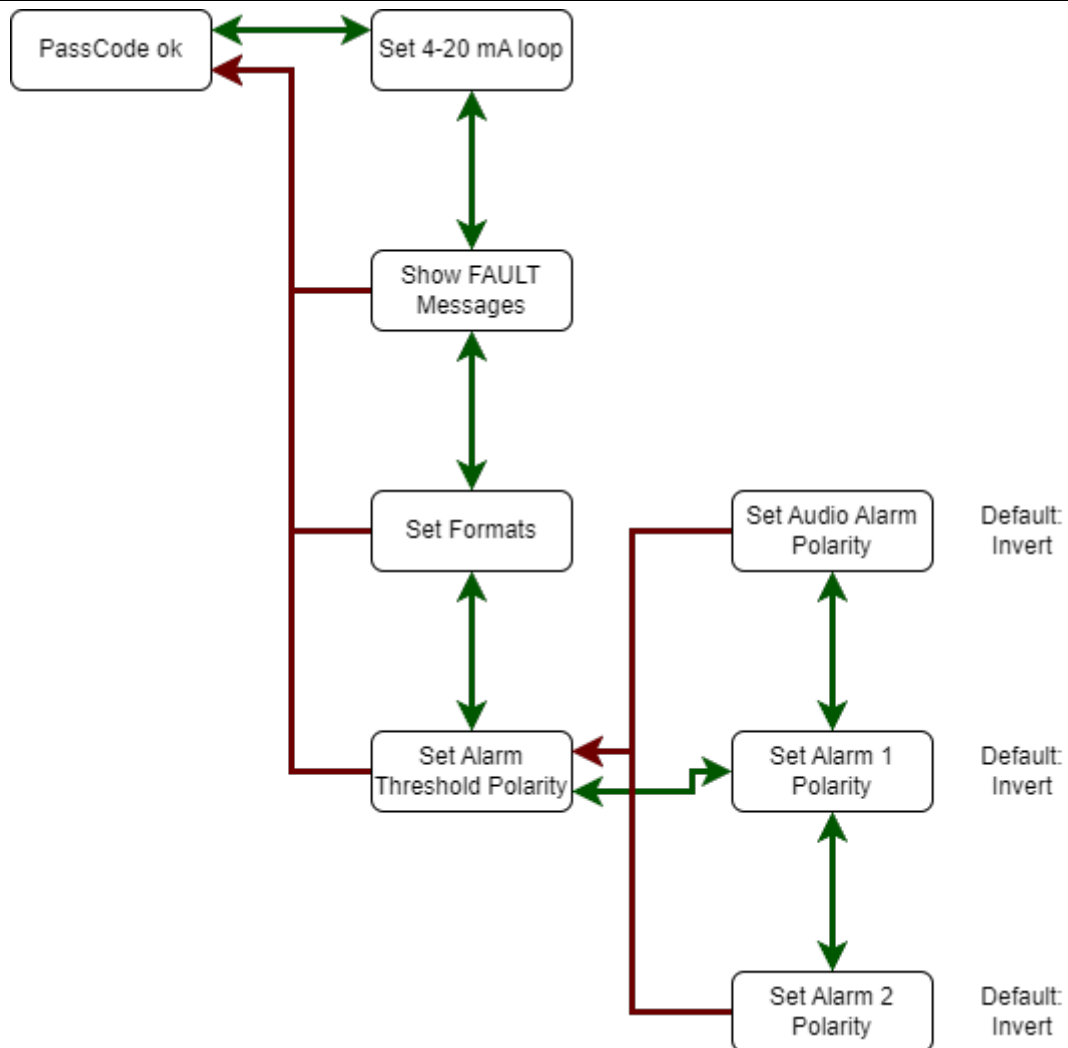 PassCode ok
Set 4-20 mA loop
Show FAULT
Messages
Set Formats
Set Audio Alarm
Polarity
Default:
Invert
Set Alarm
Threshold Polarity
Set Alarm 1
Polarity
Default:
Invert
Set Alarm 2
Polarity
Default:
Invert